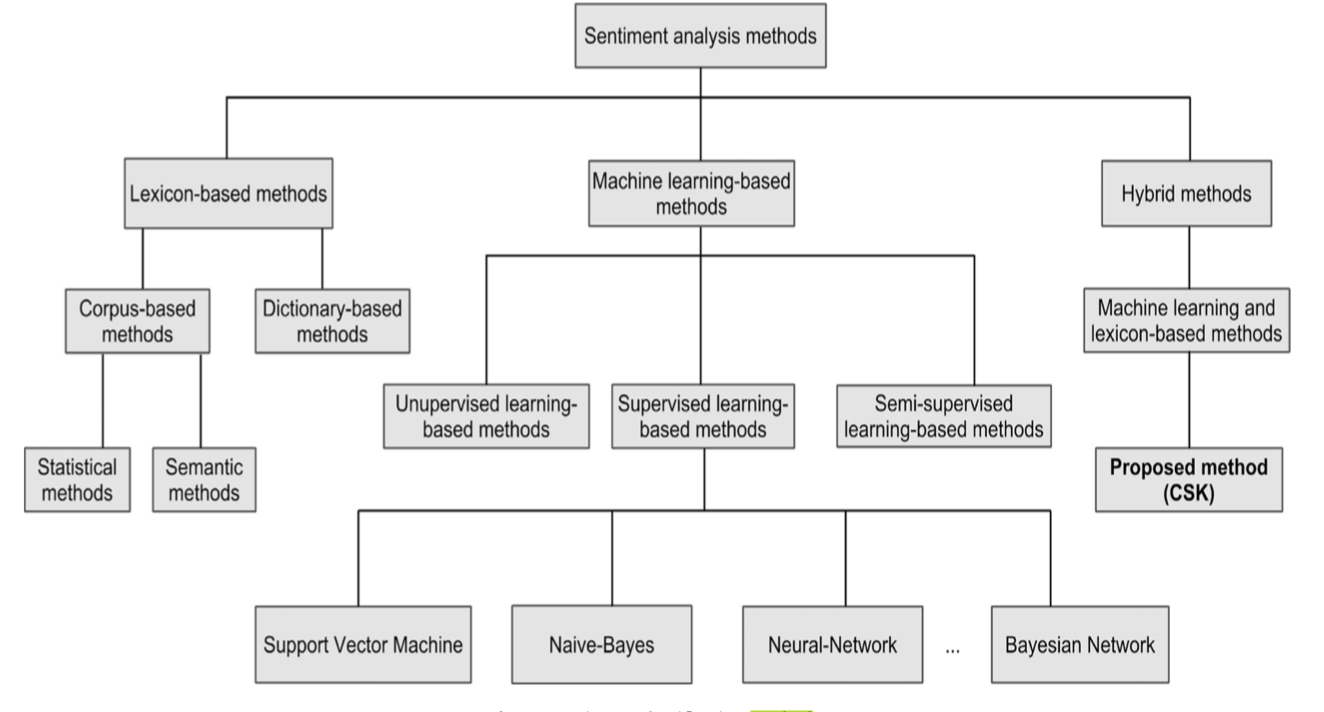 Sentiment analysis methods
Lexicon-based methods
Machine learning-based
methods
Hybrid methods
Corpus-based
methods
Dictionary-based
methods
Machine learning and
lexicon-based methods
Unupervised learning-
based methods
Supervised learning-
based methods
Semi-supervised
learning-based methods
Statistical
methods
Semantic
methods
Proposed method
(CSK)
Support Vector Machine
Naive-Bayes
Neural-Network
...
Bayesian Network